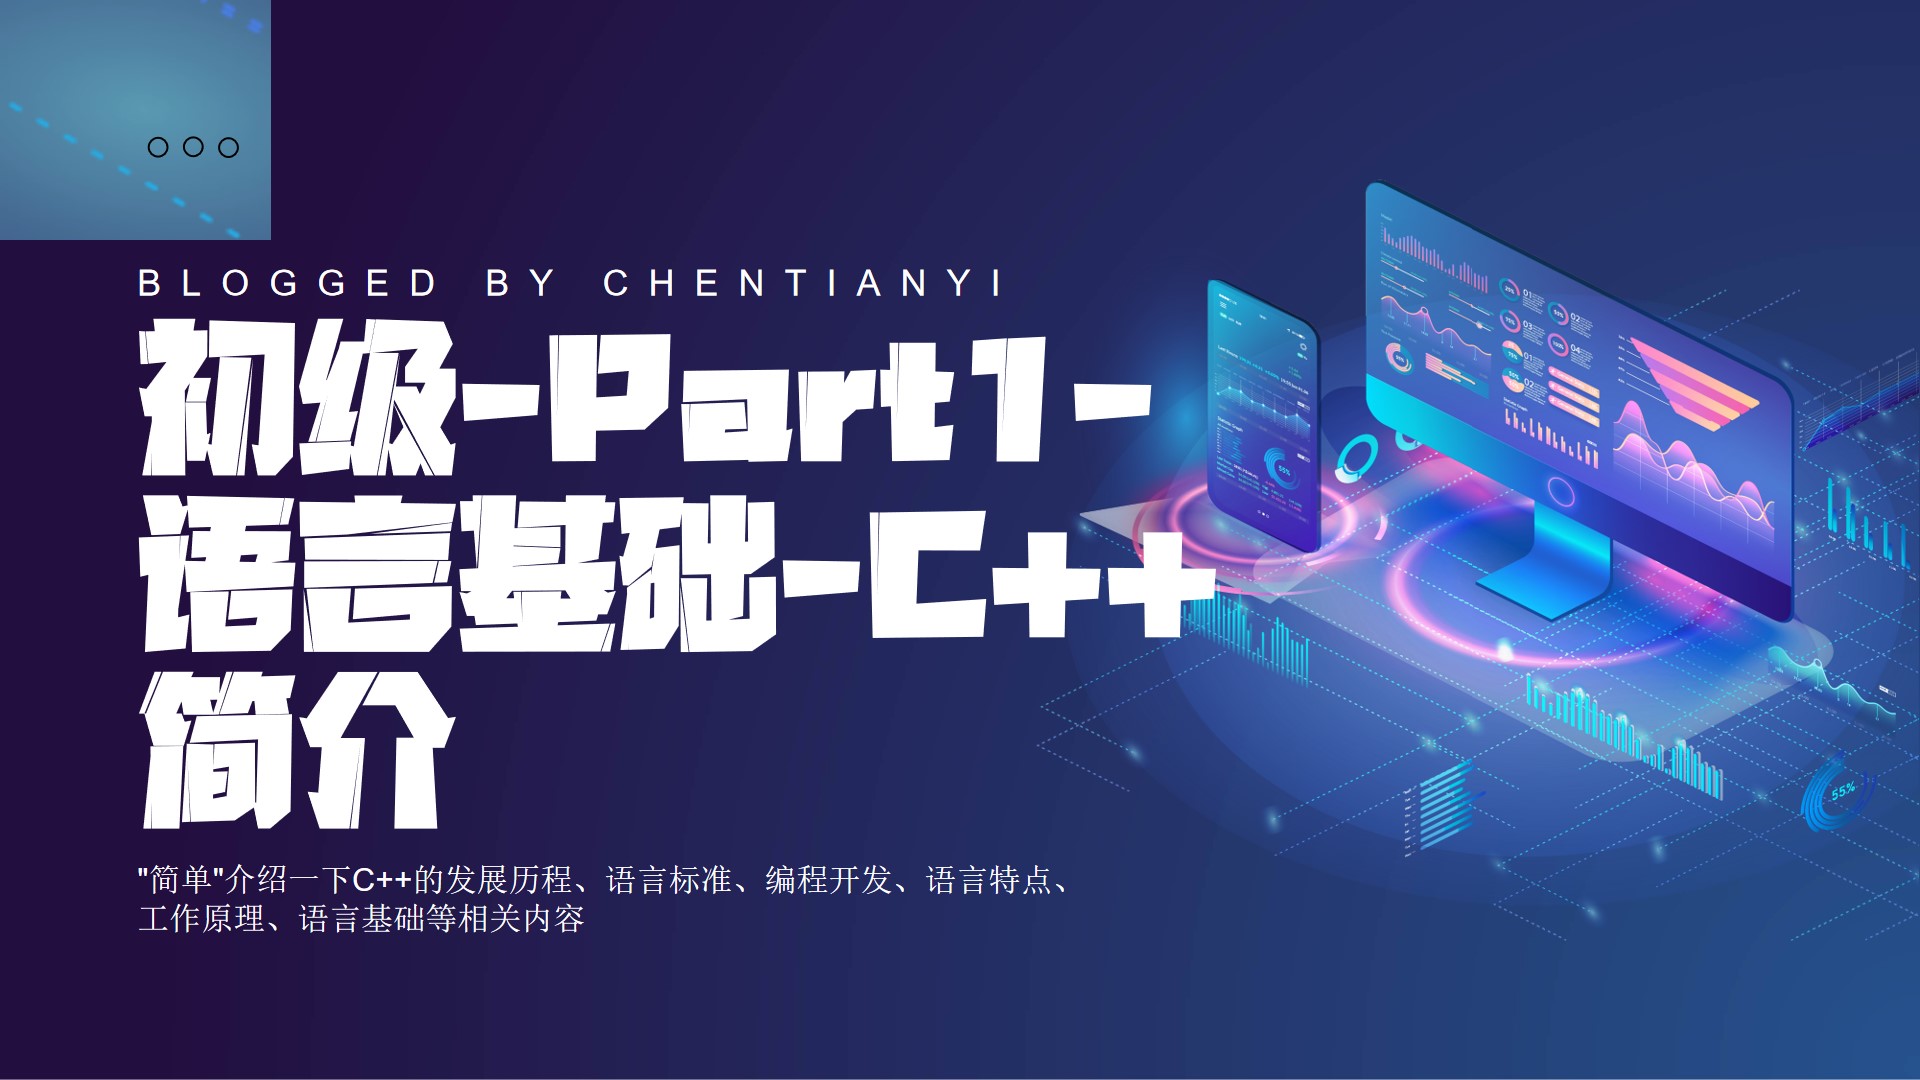 BLOGGED BY CHENTIANYI
初级-Part1-
语言基础-C++
简介
"简单"介绍一下C++的发展历程、语言标准、编程开发、语言特点、
工作原理、语言基础等相关内容
55%